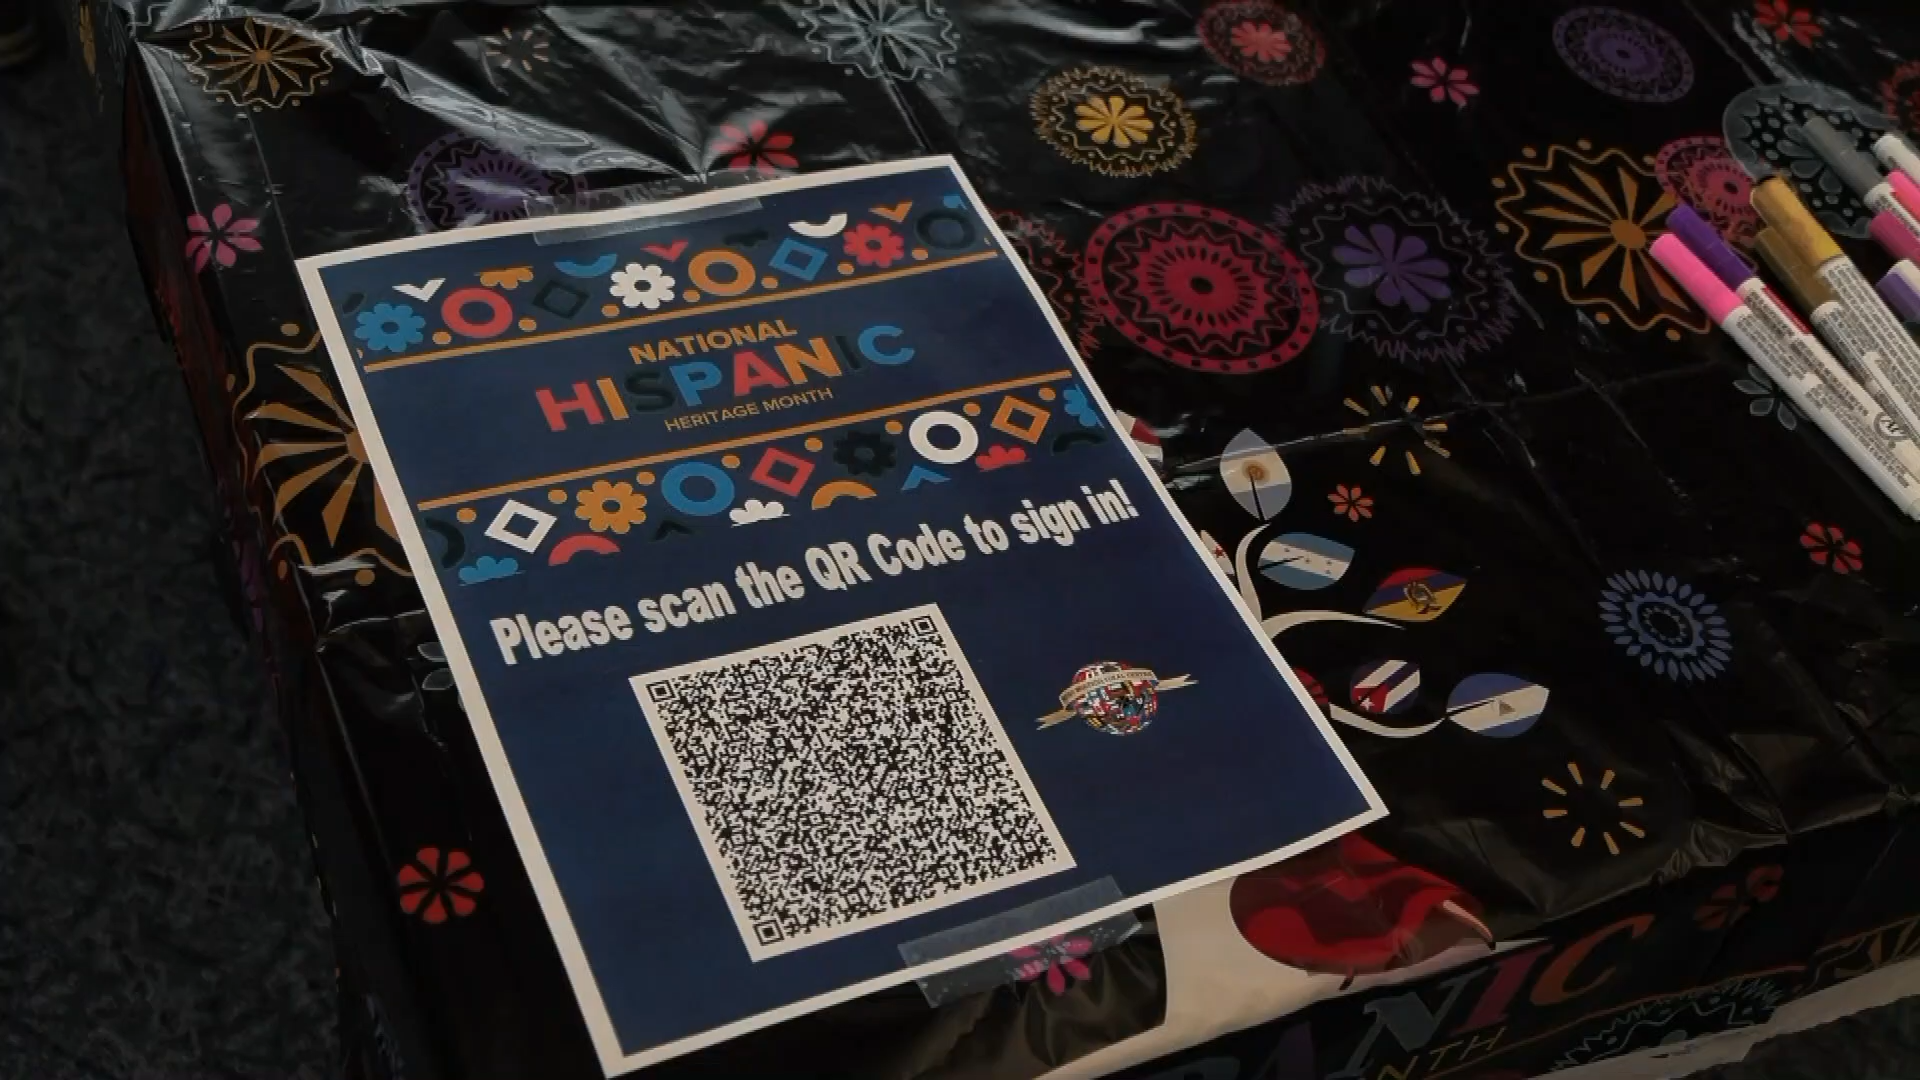 NATIONAL
HISPANIC
HERITAGE MONTH
Please scan the QR Code to sign in!